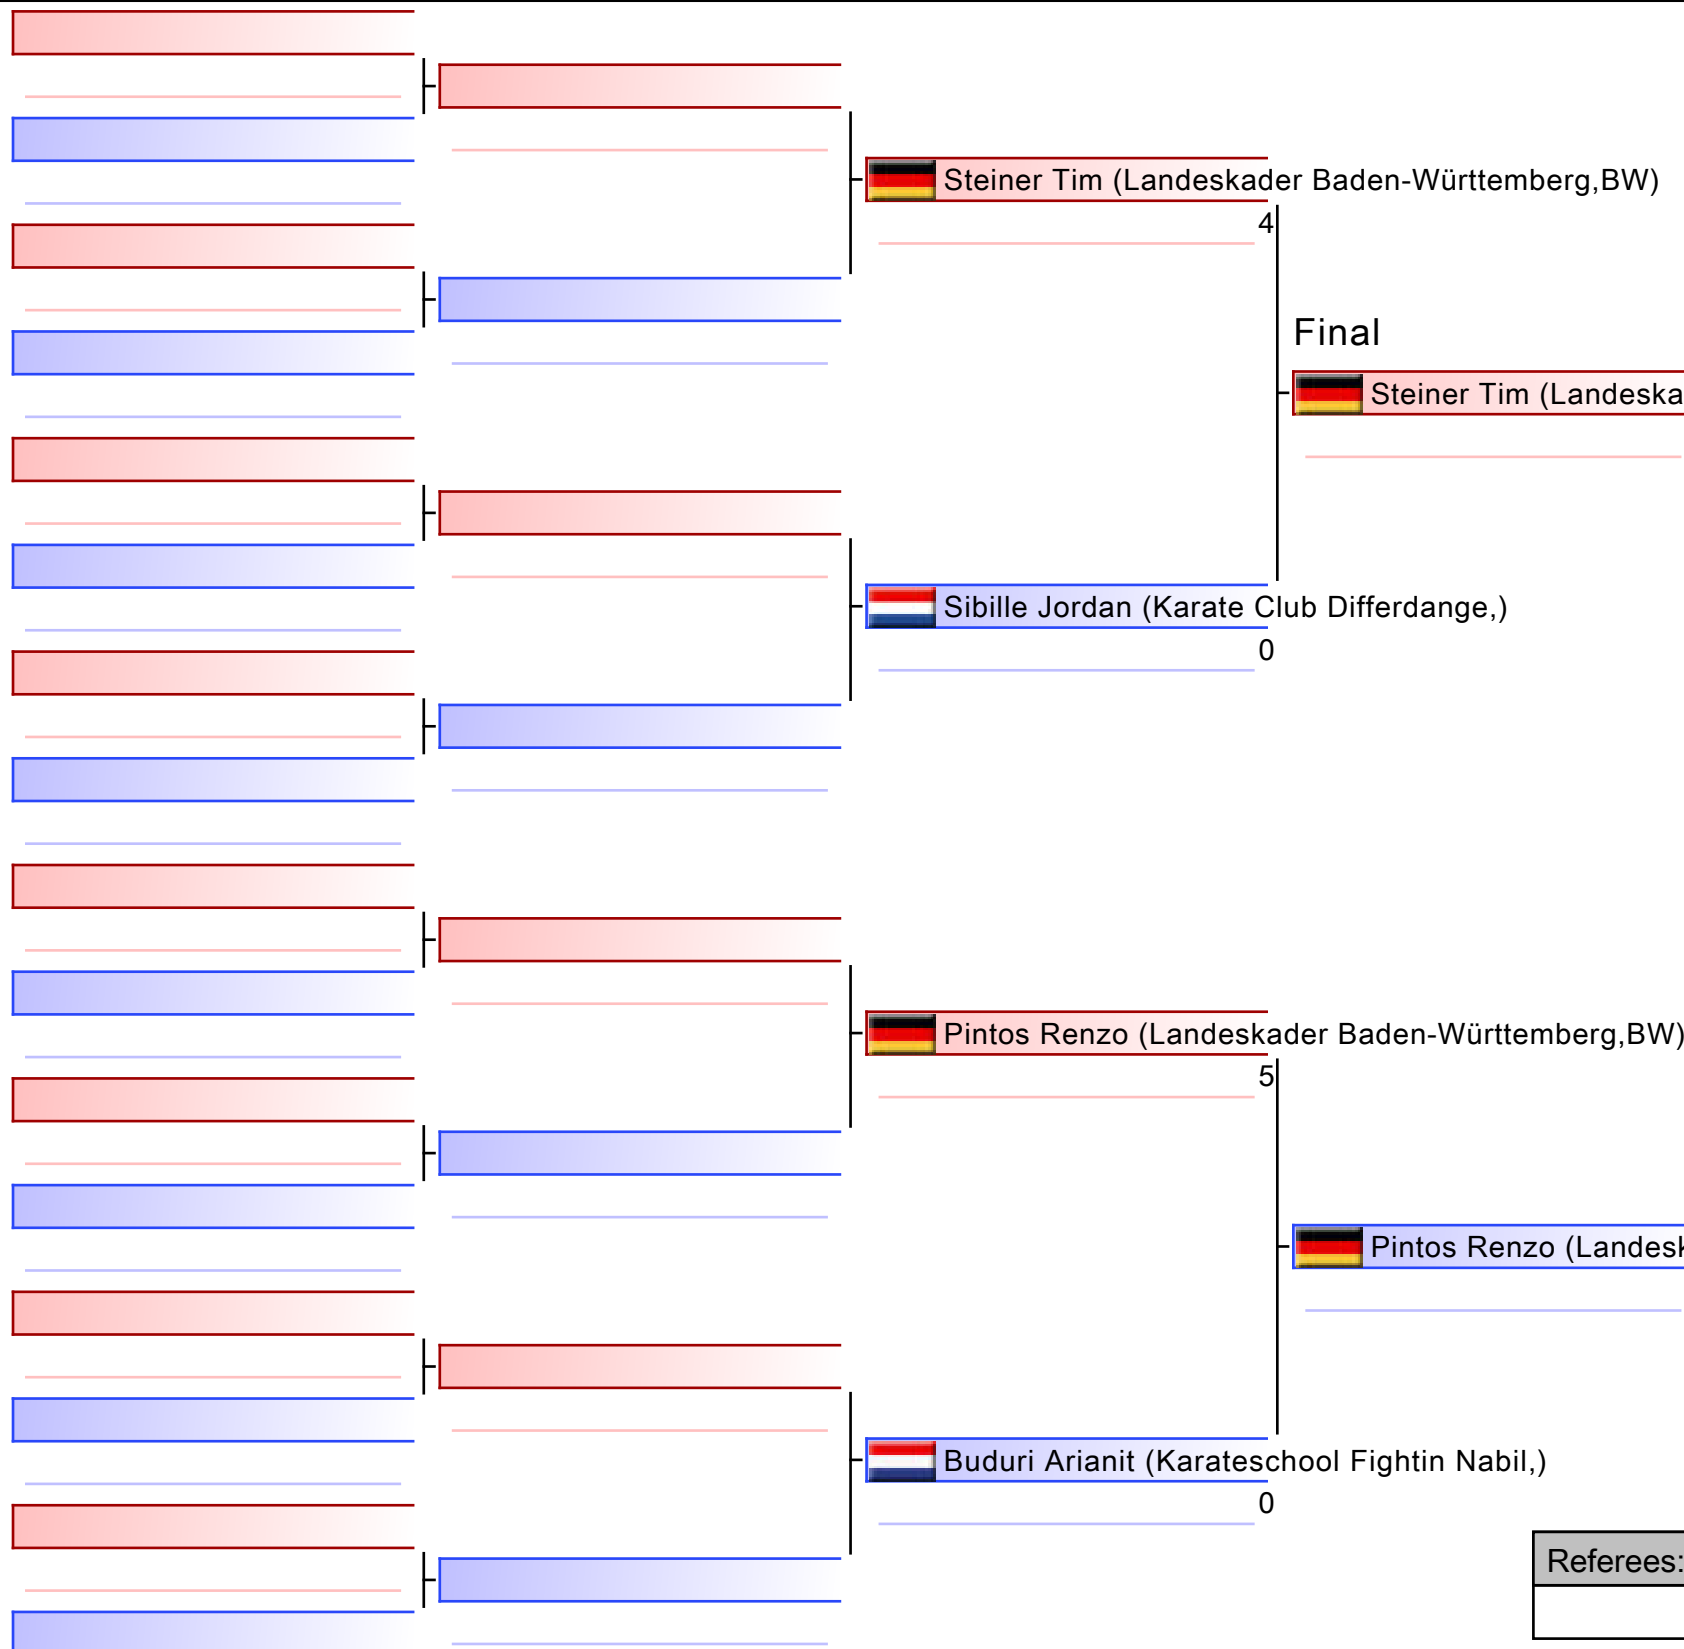 Steiner Tim (Landeskader Baden-Württemberg,BW)
4
Final
Steiner Tim (Landeska
Sibille Jordan (Karate Club Differdange,)
0
Pintos Renzo (Landeskader Baden-Württemberg,BW)
5
Pintos Renzo (Landesk
Buduri Arianit (Karateschool Fightin Nabil,)
0
Referees: